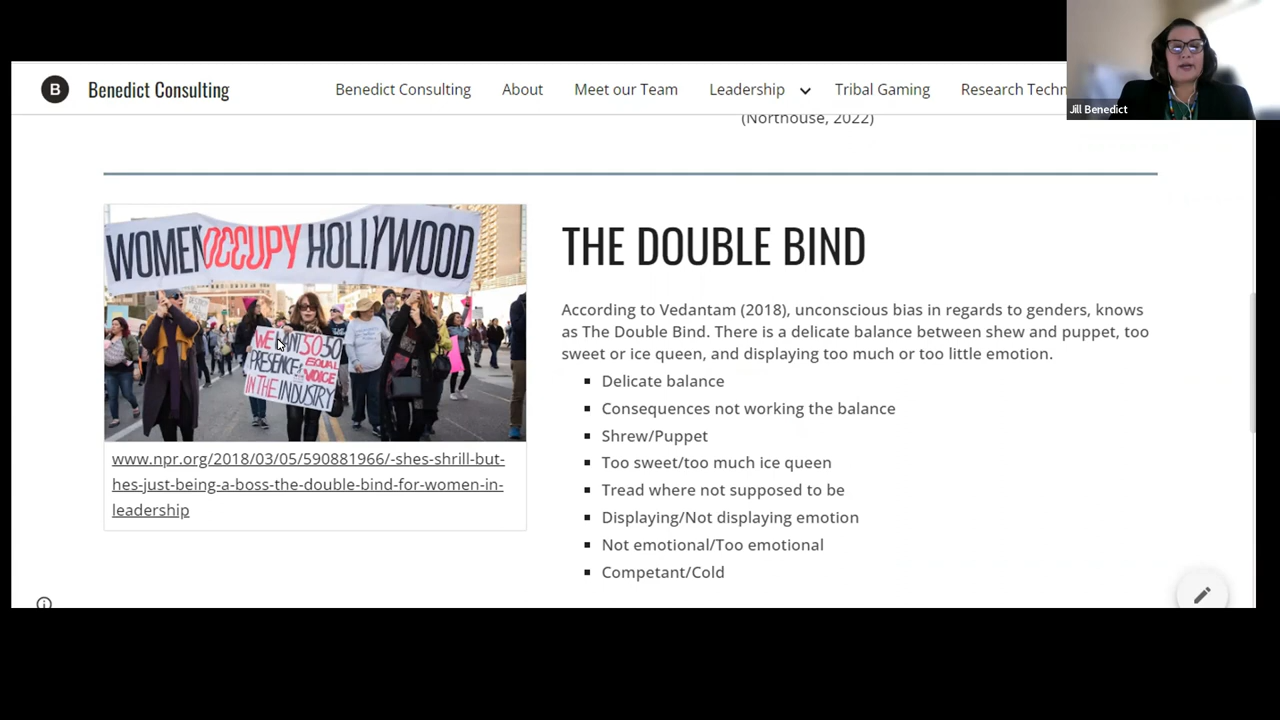 Jill Benedict
B Benedict Consulting Benedict Consulting About Meet our Team Leadership Tribal Gaming Research Techn
(Northouse, 2022)
WOMEN OCCUPY HOLLYWOOD
WE WANT 5050
PRESENCE
EQUAL
VOICE
IN THE INDUSTRY
www.npr.org/2018/03/05/590881966/-shes-shrill-but-
hes-just-being-a-boss-the-double-bind-for-women-in-
leadership
THE DOUBLE BIND
According to Vedantam (2018), unconscious bias in regards to genders, knows
as The Double Bind. There is a delicate balance between shew and puppet, too
sweet or ice queen, and displaying too much or too little emotion.
Delicate balance
Consequences not working the balance
Shrew/Puppet
Too sweet/too much ice queen
Tread where not supposed to be
Displaying/Not displaying emotion
Not emotional/Too emotional
Competant/Cold